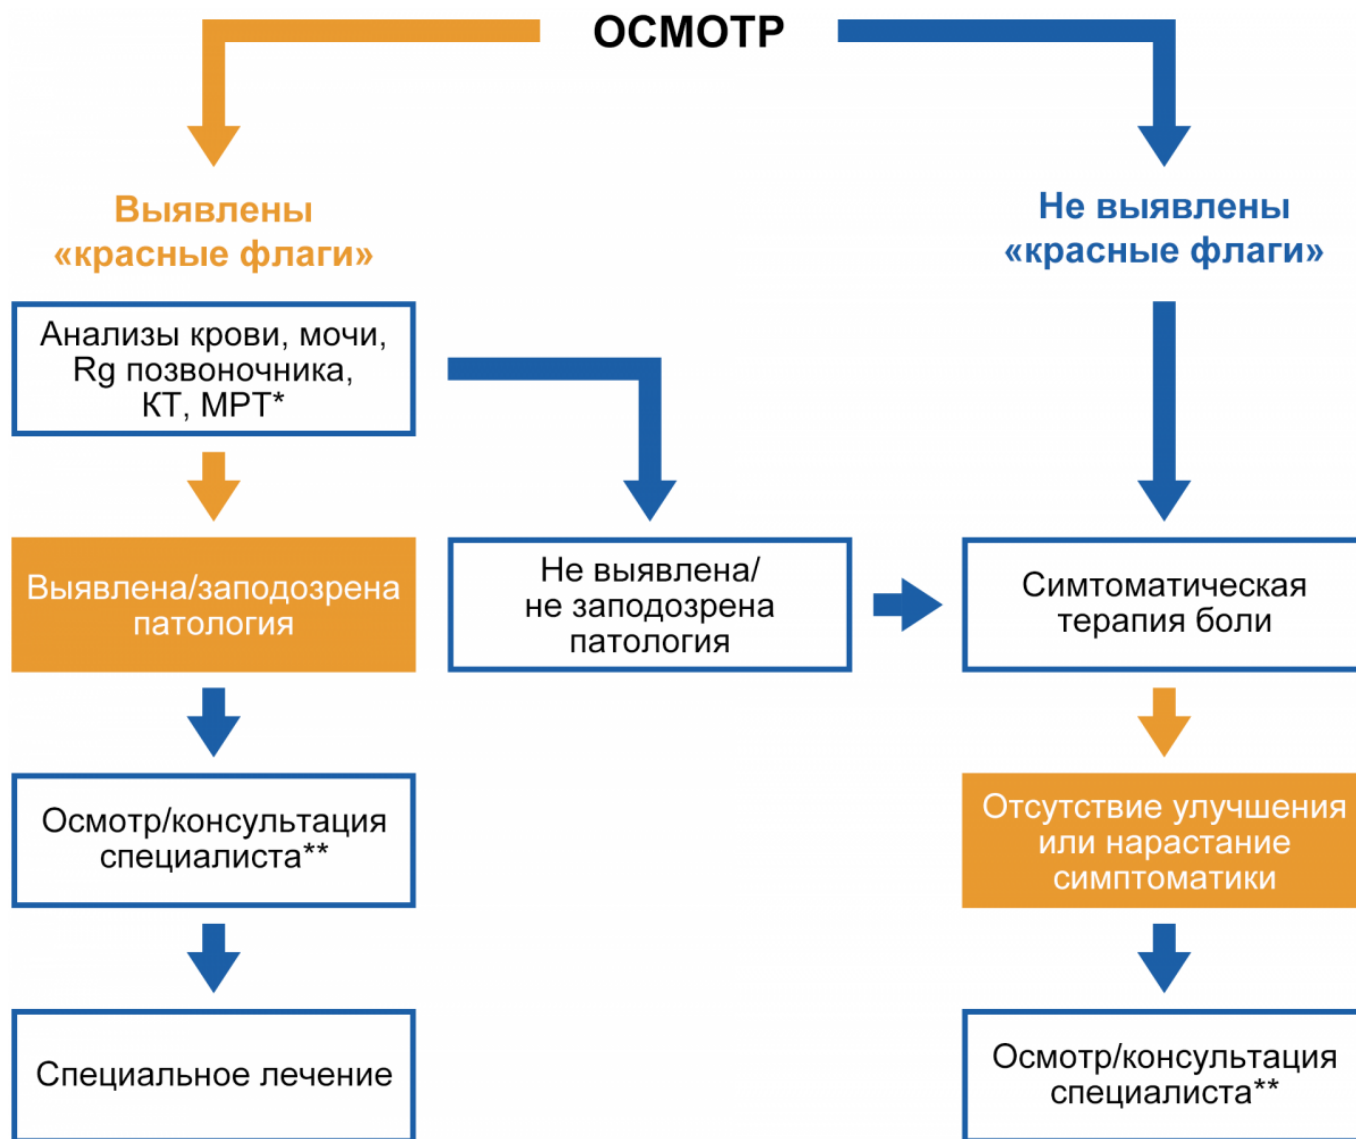 ОСМОТР
Выявлены
«красные флаги»
Не выявлены
«красные флаги»
Анализы крови, мочи,
Rg позвоночника,
КТ, МРТ*
Выявлена/заподозрена
патология
Не выявлена/
не заподозрена
патология
Симтоматическая
терапия боли
Осмотр/консультация
специалиста**
Отсутствие улучшения
или нарастание
симптоматики
Специальное лечение
Осмотр/консультация
специалиста**